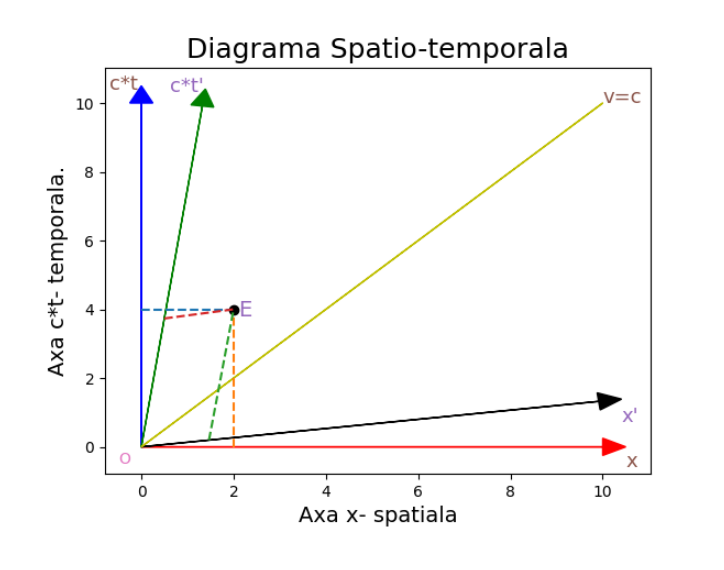 Diagrama Spatio-temporala
c*t
c*t'
v=c
10
8
6
4
2
0
Axa c*t- temporala.
E
x'
O
x
0
2
4
6
8
10
Axa x- spatiala